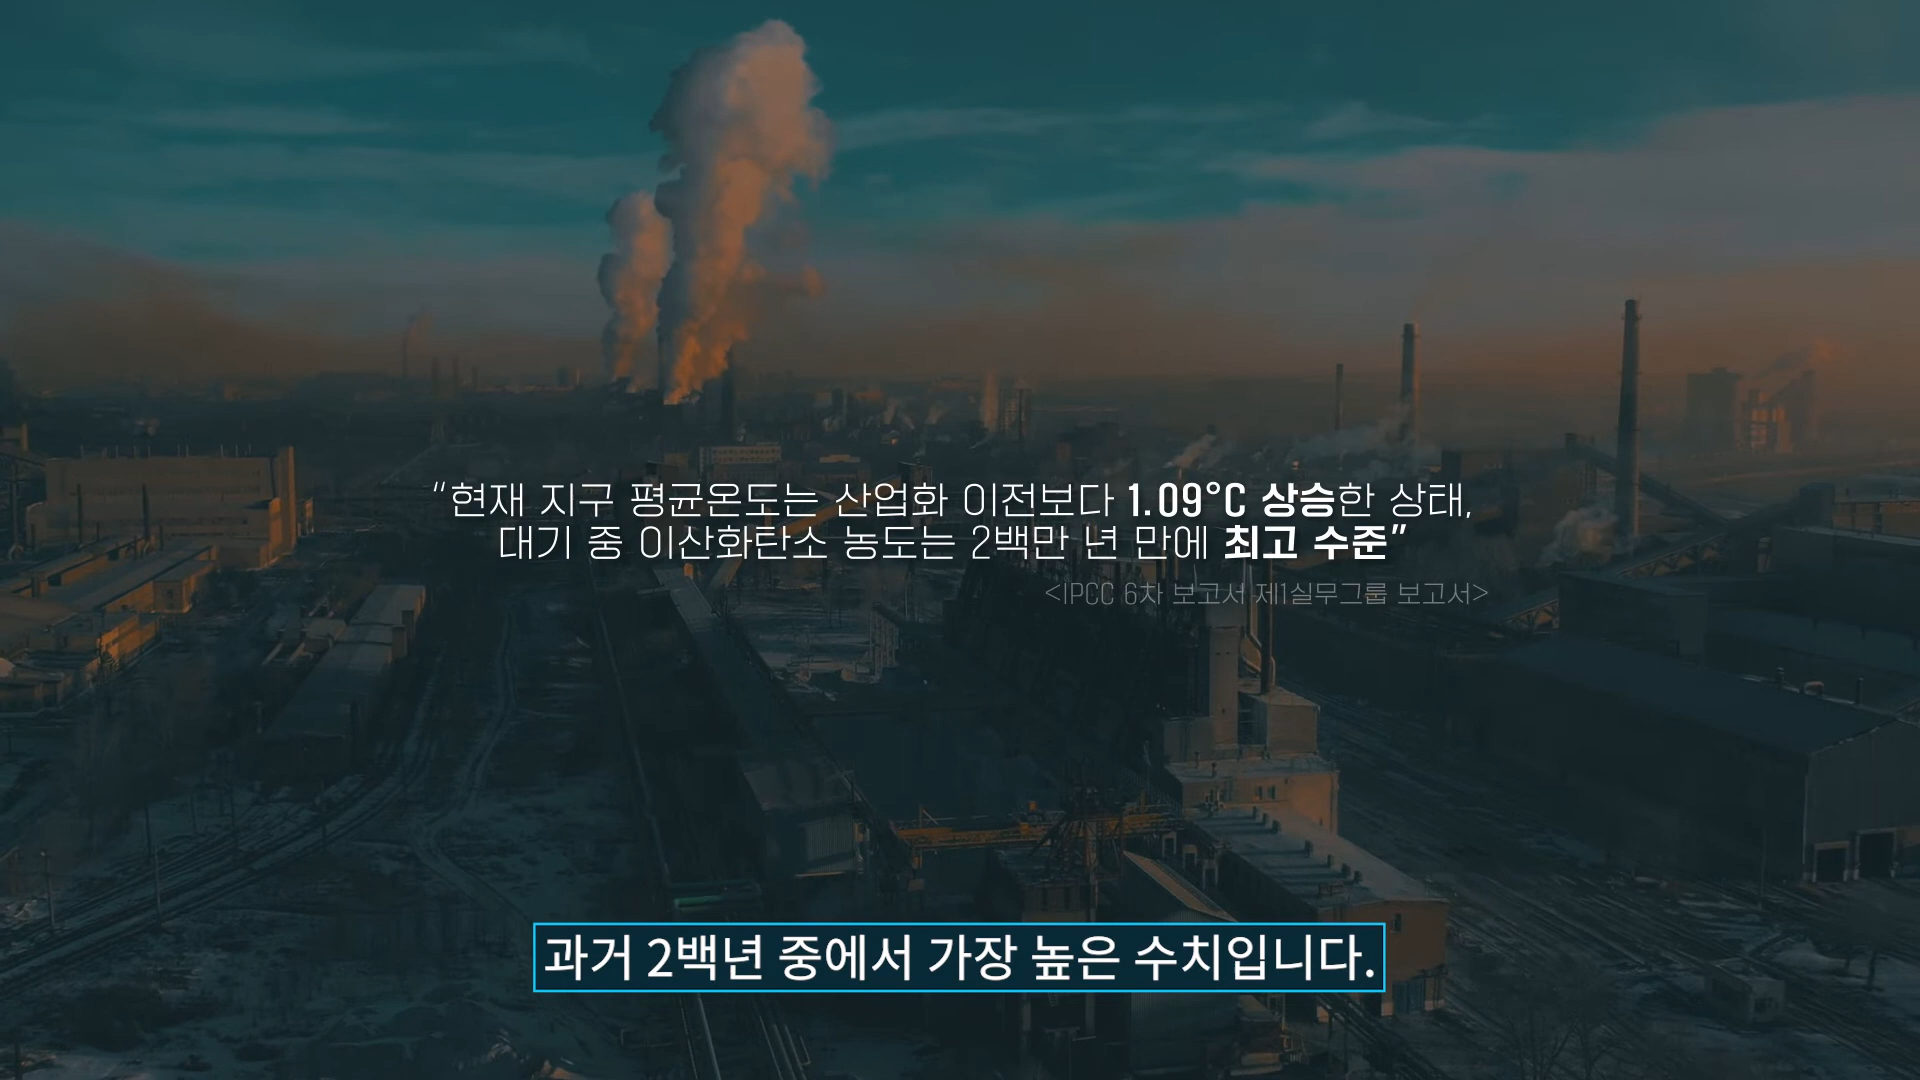 “현재 지구 평균온도는 산업화 이전보다 1.09°C 상승한 상태,
대기 중 이산화탄소 농도는 2백만 년 만에 최고 수준”
<IPCC 6차 보고서 제1실무그룹 보고서>
과거 2백년 중에서 가장 높은 수치입니다.